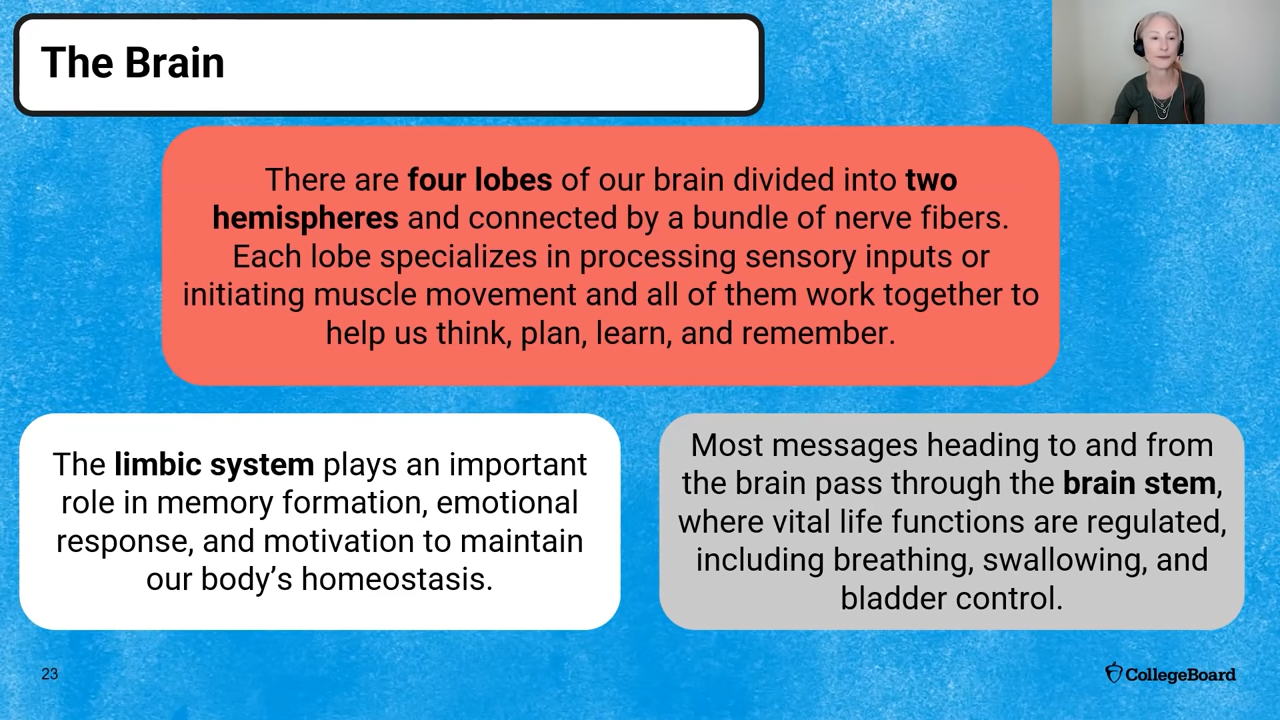 The Brain
There are four lobes of our brain divided into two
hemispheres and connected by a bundle of nerve fibers.
Each lobe specializes in processing sensory inputs or
initiating muscle movement and all of them work together to
help us think, plan, learn, and remember.
The limbic system plays an important
role in memory formation, emotional
response, and motivation to maintain
our body’s homeostasis.
Most messages heading to and from
the brain pass through the brain stem,
where vital life functions are regulated,
including breathing, swallowing, and
bladder control.
23
CollegeBoard